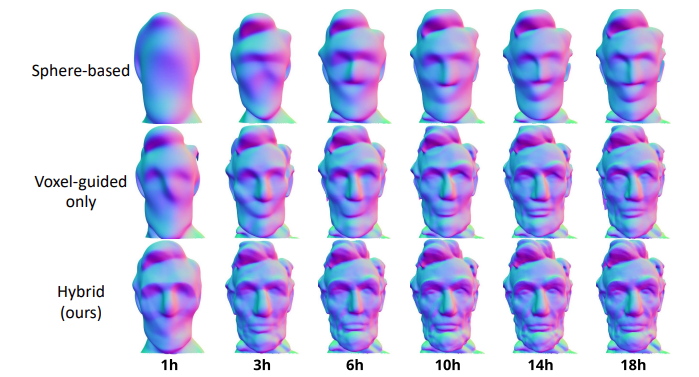 Sphere-based
Voxel-guided
only
Hybrid
(ours)
1h 3h 6h 10h 14h 18h